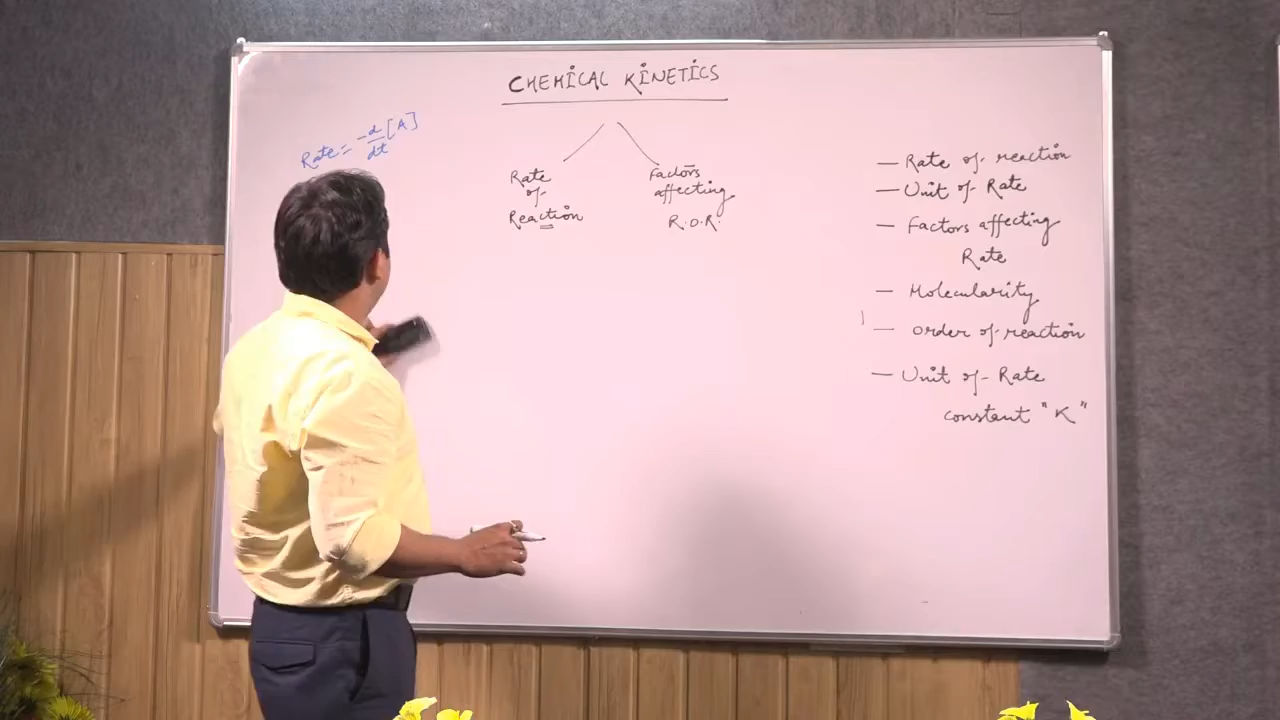 CHEMICAL KINETICS
Rate = -d/dt [A]
Rate
of
Reaction
Factors
affecting
R.O.R.
— Rate of reaction
— Unit of Rate
— Factors affecting
Rate
— Molecularity
— Order of reaction
— Unit of Rate
constant "K"